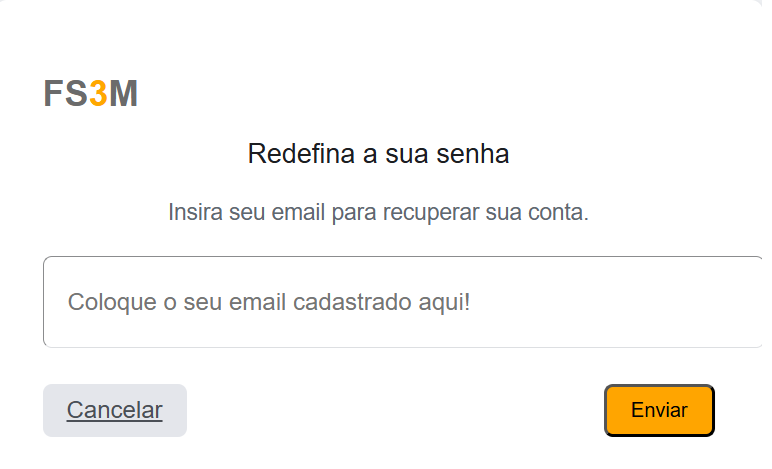 FS3M
Redefina a sua senha
Insira seu email para recuperar sua conta.
Coloque o seu email cadastrado aqui!
Cancelar
Enviar